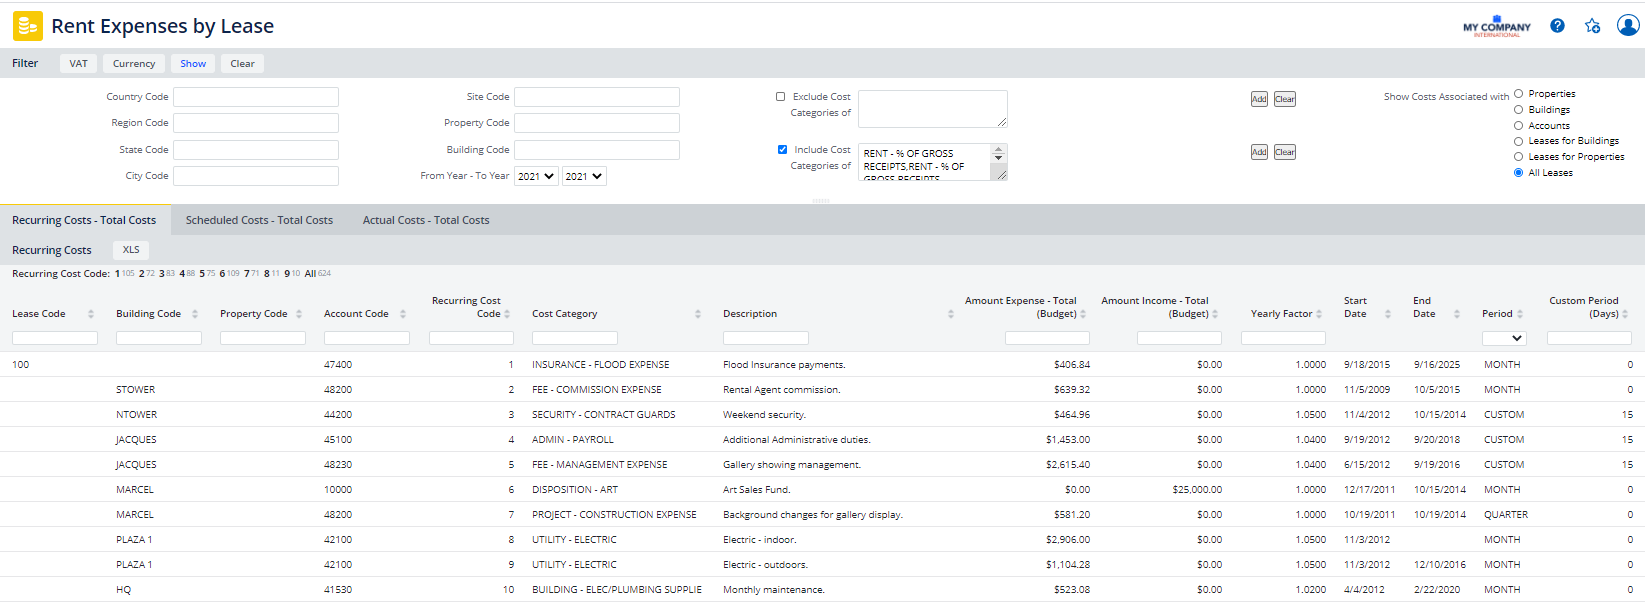 Rent Expenses by Lease
MY COMPANY
INTERNATIONAL
?
Filter VAT Currency Show Clear
Country Code Site Code Exclude Cost Categories of Add Clear Show Costs Associated with Properties
Buildings
Region Code Property Code Accounts
State Code Building Code Include Cost Categories of RENT - % OF GROSS RECEIPTS,RENT - % OF GROSS RECEIPTS Add Clear Leases for Buildings
Leases for Properties
City Code From Year - To Year 2021 2021 All Leases
Recurring Costs - Total Costs Scheduled Costs - Total Costs Actual Costs - Total Costs
Recurring Costs XLS
Recurring Cost Code: 1 105 2 72 3 83 4 88 5 75 6 109 7 71 8 11 9 10 All 624
Lease Code Building Code Property Code Account Code Recurring Cost Code Cost Category Description Amount Expense - Total (Budget) Amount Income - Total (Budget) Yearly Factor Start Date End Date Period Custom Period (Days)
100 47400 1 INSURANCE - FLOOD EXPENSE Flood Insurance payments. $406.84 $0.00 1.0000 9/18/2015 9/16/2025 MONTH 0
STOWER 48200 2 FEE - COMMISSION EXPENSE Rental Agent commission. $639.32 $0.00 1.0000 11/5/2009 10/5/2015 MONTH 0
NTOWER 44200 3 SECURITY - CONTRACT GUARDS Weekend security. $464.96 $0.00 1.0500 11/4/2012 10/15/2014 CUSTOM 15
JACQUES 45100 4 ADMIN - PAYROLL Additional Administrative duties. $1,453.00 $0.00 1.0400 9/19/2012 9/20/2018 CUSTOM 15
JACQUES 48230 5 FEE - MANAGEMENT EXPENSE Gallery showing management. $2,615.40 $0.00 1.0400 6/15/2012 9/19/2016 CUSTOM 15
MARCEL 10000 6 DISPOSITION - ART Art Sales Fund. $0.00 $25,000.00 1.0000 12/17/2011 10/15/2014 MONTH 0
MARCEL 48200 7 PROJECT - CONSTRUCTION EXPENSE Background changes for gallery display. $581.20 $0.00 1.0000 10/19/2011 10/19/2014 QUARTER 0
PLAZA 1 42100 8 UTILITY - ELECTRIC Electric - indoor. $2,906.00 $0.00 1.0500 11/3/2012 MONTH 0
PLAZA 1 42100 9 UTILITY - ELECTRIC Electric - outdoors. $1,104.28 $0.00 1.0500 11/3/2012 12/10/2016 MONTH 0
HQ 41530 10 BUILDING - ELEC/PLUMBING SUPPLIE Monthly maintenance. $523.08 $0.00 1.0200 4/4/2012 2/22/2020 MONTH 0